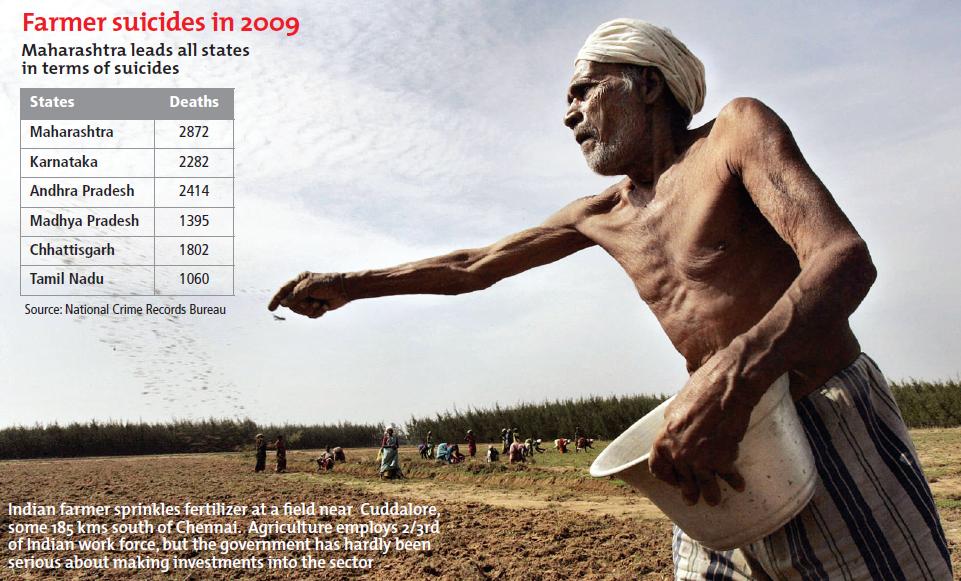 Farmer suicides in 2009
Maharashtra leads all states
in terms of suicides
States Deaths
Maharashtra 2872
Karnataka 2282
Andhra Pradesh 2414
Madhya Pradesh 1395
Chhattisgarh 1802
Tamil Nadu 1060
Source: National Crime Records Bureau
Indian farmer sprinkles fertilizer at a field near Cuddalore,
some 185 kms south of Chennai. Agriculture employs 2/3rd
of Indian work force, but the government has hardly been
serious about making investments into the sector